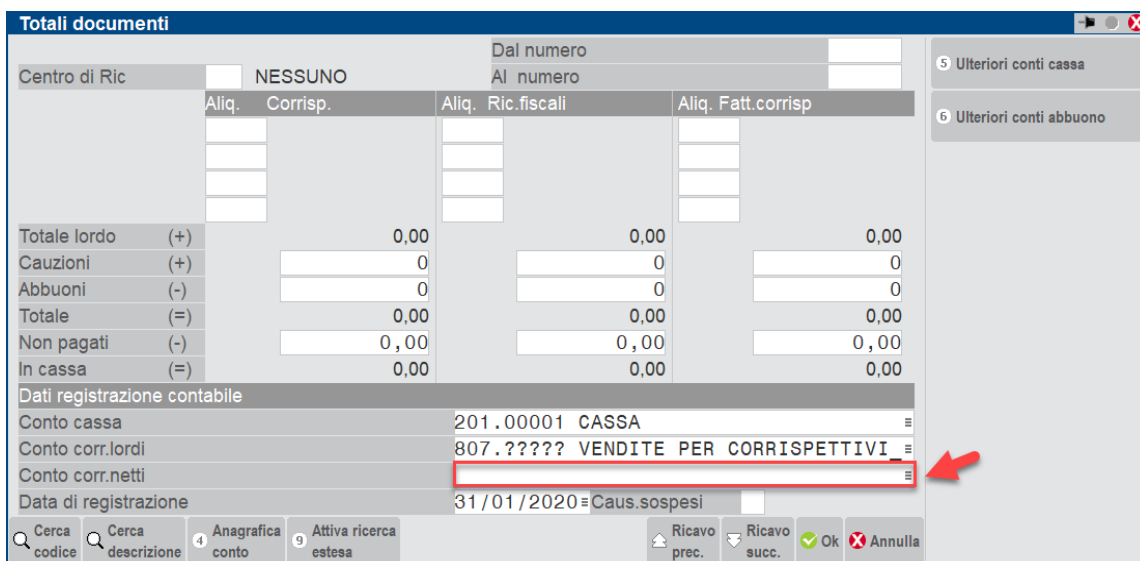 Totali documenti
Dal numero
Centro di Ric NESSUNO Al numero
Aliq. Corrisp. Aliq. Ric.fiscali Aliq. Fatt.corrisp
Totale lordo (+) 0,00 0,00 0,00
Cauzioni (+) 0 0 0
Abbuoni (-) 0 0 0
Totale (=) 0,00 0,00 0,00
Non pagati (-) 0,00 0,00 0,00
In cassa (=) 0,00 0,00 0,00
Dati registrazione contabile
Conto cassa 201.00001 CASSA
Conto corr.lordi 807.????? VENDITE PER CORRISPETTIVI_
Conto corr.netti
Data di registrazione 31/01/2020 Caus.sospesi
Cerca codice
Cerca descrizione
4 Anagrafica conto
9 Attiva ricerca estesa
Ricavo prec.
Ricavo succ.
Ok
Annulla
5 Ulteriori conti cassa
6 Ulteriori conti abbuono